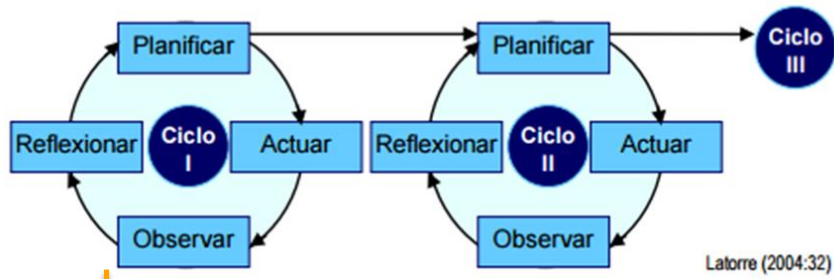 Planificar
Reflexionar
Ciclo
I
Actuar
Observar
Planificar
Reflexionar
Ciclo
II
Actuar
Observar
Ciclo
III
Latorre (2004:32)